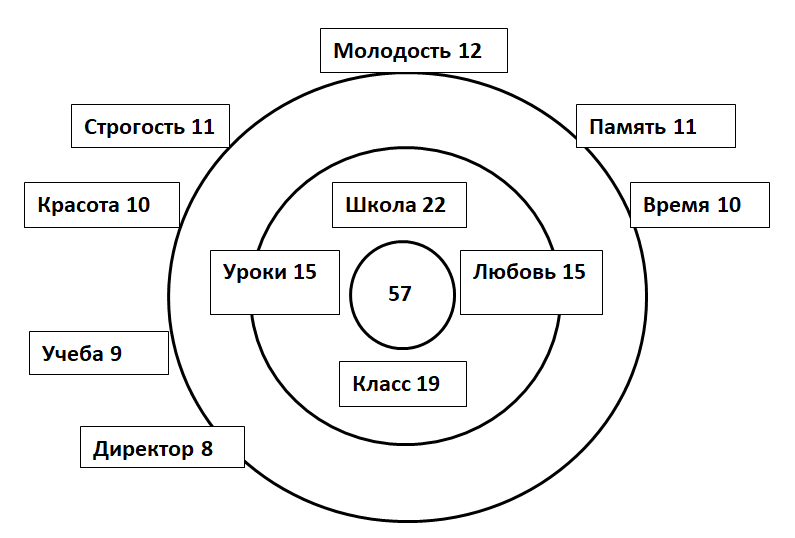 Молодость 12
Строгость 11
Память 11
Красота 10
Школа 22
Время 10
Уроки 15
57
Любовь 15
Учеба 9
Класс 19
Директор 8